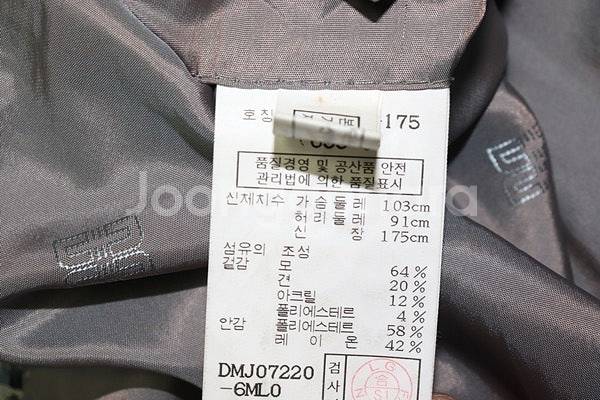 호칭 -175
품질경영 및 공산품 안전
관리법에 의한 품질표시
신체치수 가슴둘레 103cm
허리둘레 91cm
신 장 175cm
섬유의 조성
겉감 모 64%
견 20%
아크릴 12%
폴리에스테르 4%
안감 폴리에스테르 58%
레이온 42%
DMJ07220
-6ML0
검
사
LG